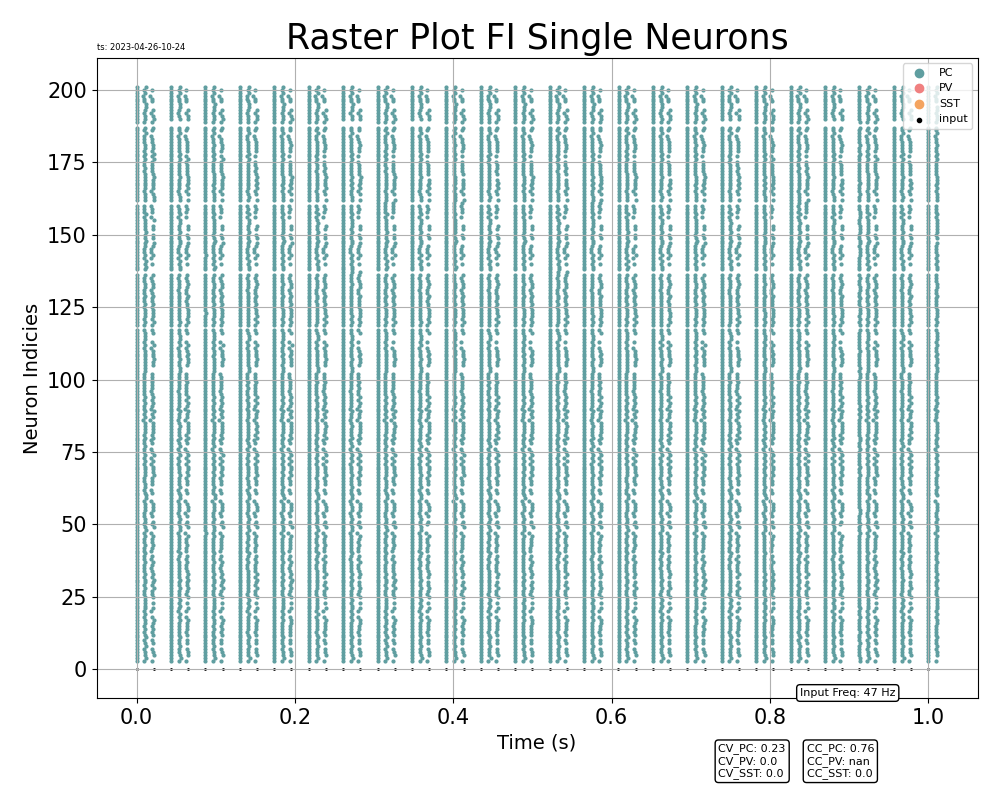 Raster Plot FI Single Neurons
ts: 2023-04-26-10-24
PC
PV
SST
input
200
175
150
125
100
75
50
25
0
Neuron Indicies
0.0
0.2
0.4
0.6
0.8
1.0
Time (s)
Input Freq: 47 Hz
CV_PC: 0.23
CV_PV: 0.0
CV_SST: 0.0
CC_PC: 0.76
CC_PV: nan
CC_SST: 0.0